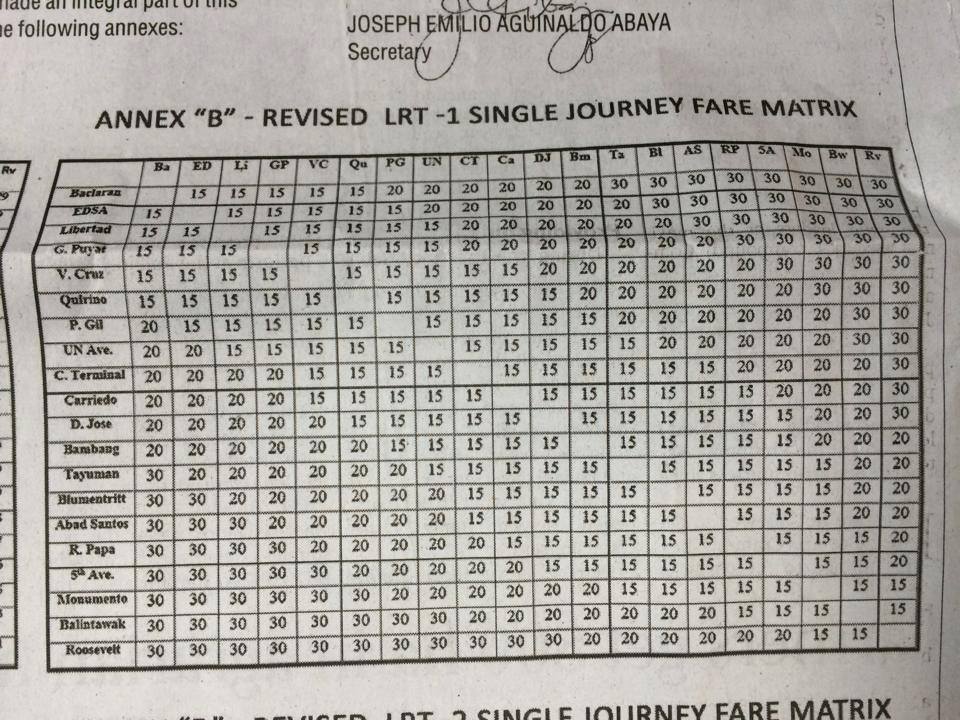 made an integral part of this
e following annexes:
JOSEPH EMILIO AGUINALDO ABAYA
Secretary
ANNEX "B" - REVISED LRT -1 SINGLE JOURNEY FARE MATRIX
Rv
Ba ED Li GP VC Qu PG UN CT Ca DJ Bm Ta Bl AS RP 5A Mo Bw Rv
Baclaran 15 15 15 15 15 20 20 20 20 20 20 30 30 30 30 30 30 30 30
EDSA 15 15 15 15 15 15 20 20 20 20 20 20 30 30 30 30 30 30 30
Libertad 15 15 15 15 15 15 15 20 20 20 20 20 20 30 30 30 30 30 30
G. Puyat 15 15 15 15 15 15 15 20 20 20 20 20 20 20 30 30 30 30 30
V. Cruz 15 15 15 15 15 15 15 15 15 20 20 20 20 20 20 30 30 30 30
Quirino 15 15 15 15 15 15 15 15 15 15 20 20 20 20 20 20 30 30 30
P. Gil 20 15 15 15 15 15 15 15 15 15 15 20 20 20 20 20 20 30 30
UN Ave. 20 20 15 15 15 15 15 15 15 15 15 15 20 20 20 20 20 30 30
C. Terminal 20 20 20 20 15 15 15 15 15 15 15 15 15 15 20 20 20 20 30
Carriedo 20 20 20 20 15 15 15 15 15 15 15 15 15 15 15 20 20 20 30
D. Jose 20 20 20 20 20 15 15 15 15 15 15 15 15 15 15 15 20 20 30
Bambang 20 20 20 20 20 20 15 15 15 15 15 15 15 15 15 15 20 20 20
Tayuman 30 20 20 20 20 20 20 15 15 15 15 15 15 15 15 15 15 20 20
Blumentritt 30 30 20 20 20 20 20 20 15 15 15 15 15 15 15 15 15 20 20
Abad Santos 30 30 30 20 20 20 20 20 15 15 15 15 15 15 15 15 15 20 20
R. Papa 30 30 30 30 20 20 20 20 20 15 15 15 15 15 15 15 15 15 20
5th Ave. 30 30 30 30 30 20 20 20 20 20 15 15 15 15 15 15 15 15 20
Monumento 30 30 30 30 30 30 20 20 20 20 20 20 15 15 15 15 15 15 15
Balintawak 30 30 30 30 30 30 30 30 20 20 20 20 20 20 20 15 15 15 15
Roosevelt 30 30 30 30 30 30 30 30 30 30 30 20 20 20 20 20 20 15 15
REVISED LRT -2 SINGLE JOURNEY FARE MATRIX